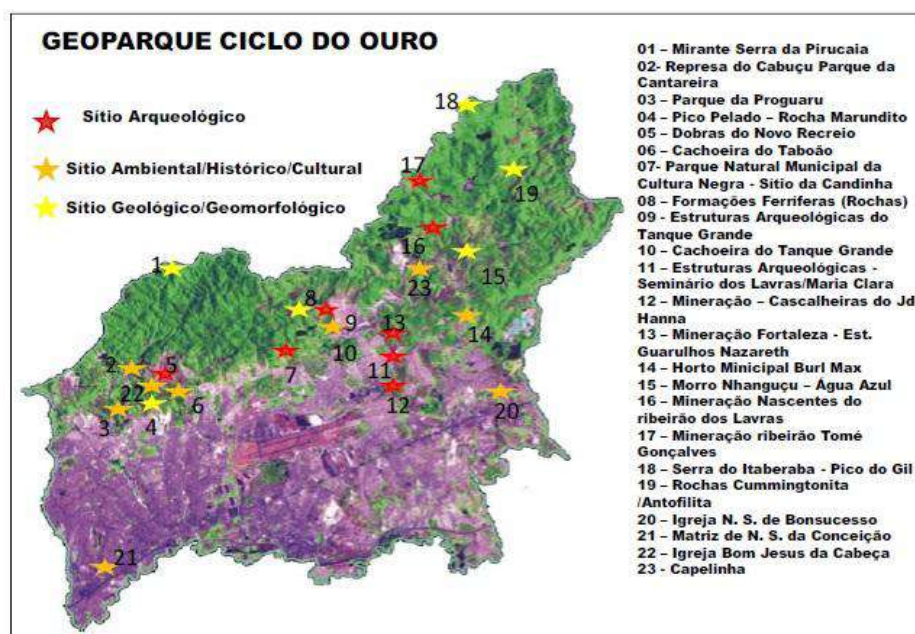 GEOPARQUE CICLO DO OURO
Sítio Arqueológico
Sítio Ambiental/Histórico/Cultural
Sítio Geológico/Geomorfológico
18
17
19
16
1
15
23
8
9
14
13
10
2
5
7
11
22
6
12
20
3
4
21
01 – Mirante Serra da Pirucaia
02- Represa do Cabuçu Parque da
Cantareira
03 – Parque da Proguaru
04 – Pico Pelado – Rocha Marundito
05 – Dobras do Novo Recreio
06 – Cachoeira do Taboão
07- Parque Natural Municipal da
Cultura Negra - Sítio da Candinha
08 – Formações Ferríferas (Rochas)
09 - Estruturas Arqueológicas do
Tanque Grande
10 – Cachoeira do Tanque Grande
11 – Estruturas Arqueológicas -
Seminário dos Lavras/Maria Clara
12 – Mineração – Cascalheiras do Jd
Hanna
13 – Mineração Fortaleza - Est.
Guarulhos Nazareth
14 – Horto Minicipal Burl Max
15 – Morro Nhanguçu – Água Azul
16 – Mineração Nascentes do
ribeirão dos Lavras
17 – Mineração ribeirão Tomé
Gonçalves
18 – Serra do Itaberaba - Pico do Gil
19 – Rochas Cummingtonita
/Antofilita
20 – Igreja N. S. de Bonsucesso
21 – Matriz de N. S. da Conceição
22 – Igreja Bom Jesus da Cabeça
23 - Capelinha